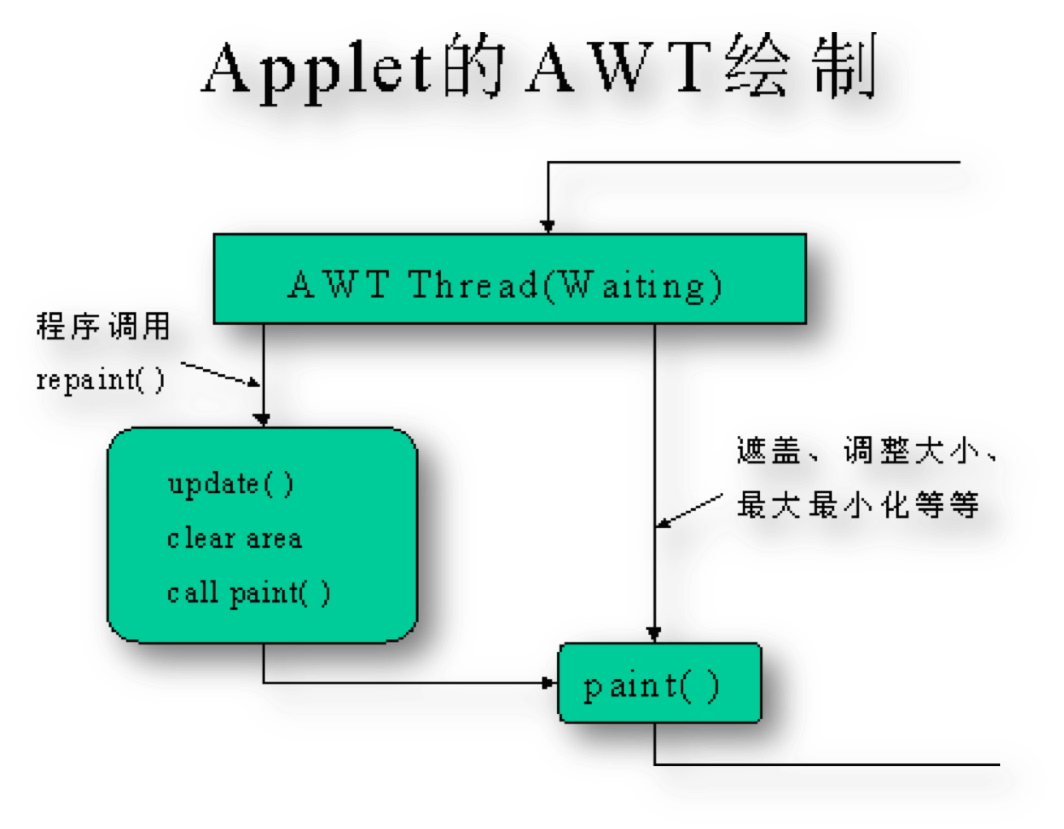 Applet的AWT绘制
AWT Thread(Waiting)
程序调用
repaint()
update()
clear area
call paint()
遮盖、调整大小、
最大最小化等等
paint()